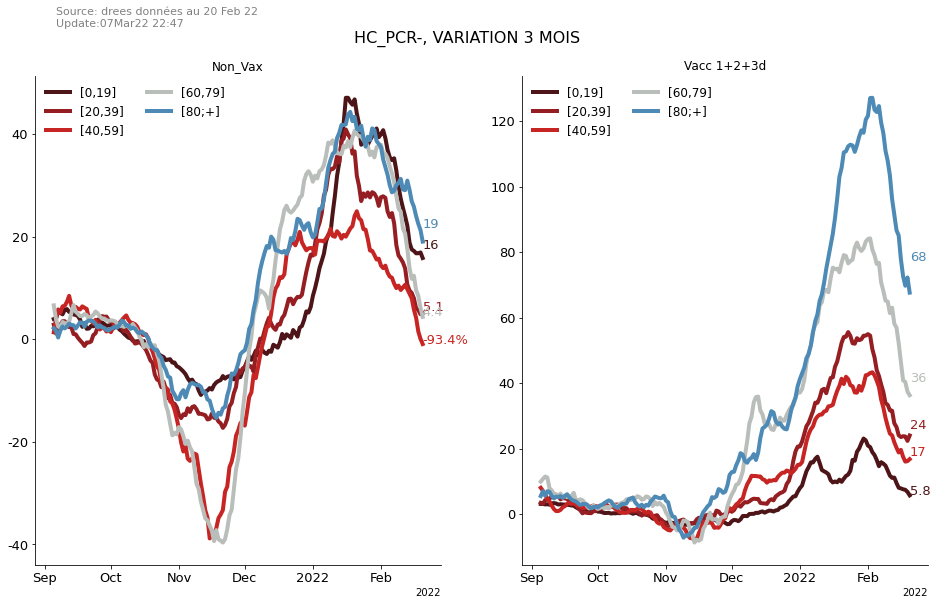 Source: drees données au 20 Feb 22
Update:07Mar22 22:47
HC_PCR-, VARIATION 3 MOIS
Non_Vax
[0,19]
[20,39]
[40,59]
[60,79]
[80;+]
40
20
0
-20
-40
19
16
5.1
4.4
-93.4%
Sep
Oct
Nov
Dec
2022
Feb
2022
Vacc 1+2+3d
[0,19]
[20,39]
[40,59]
[60,79]
[80;+]
120
100
80
60
40
20
0
68
36
24
17
5.8
Sep
Oct
Nov
Dec
2022
Feb
2022